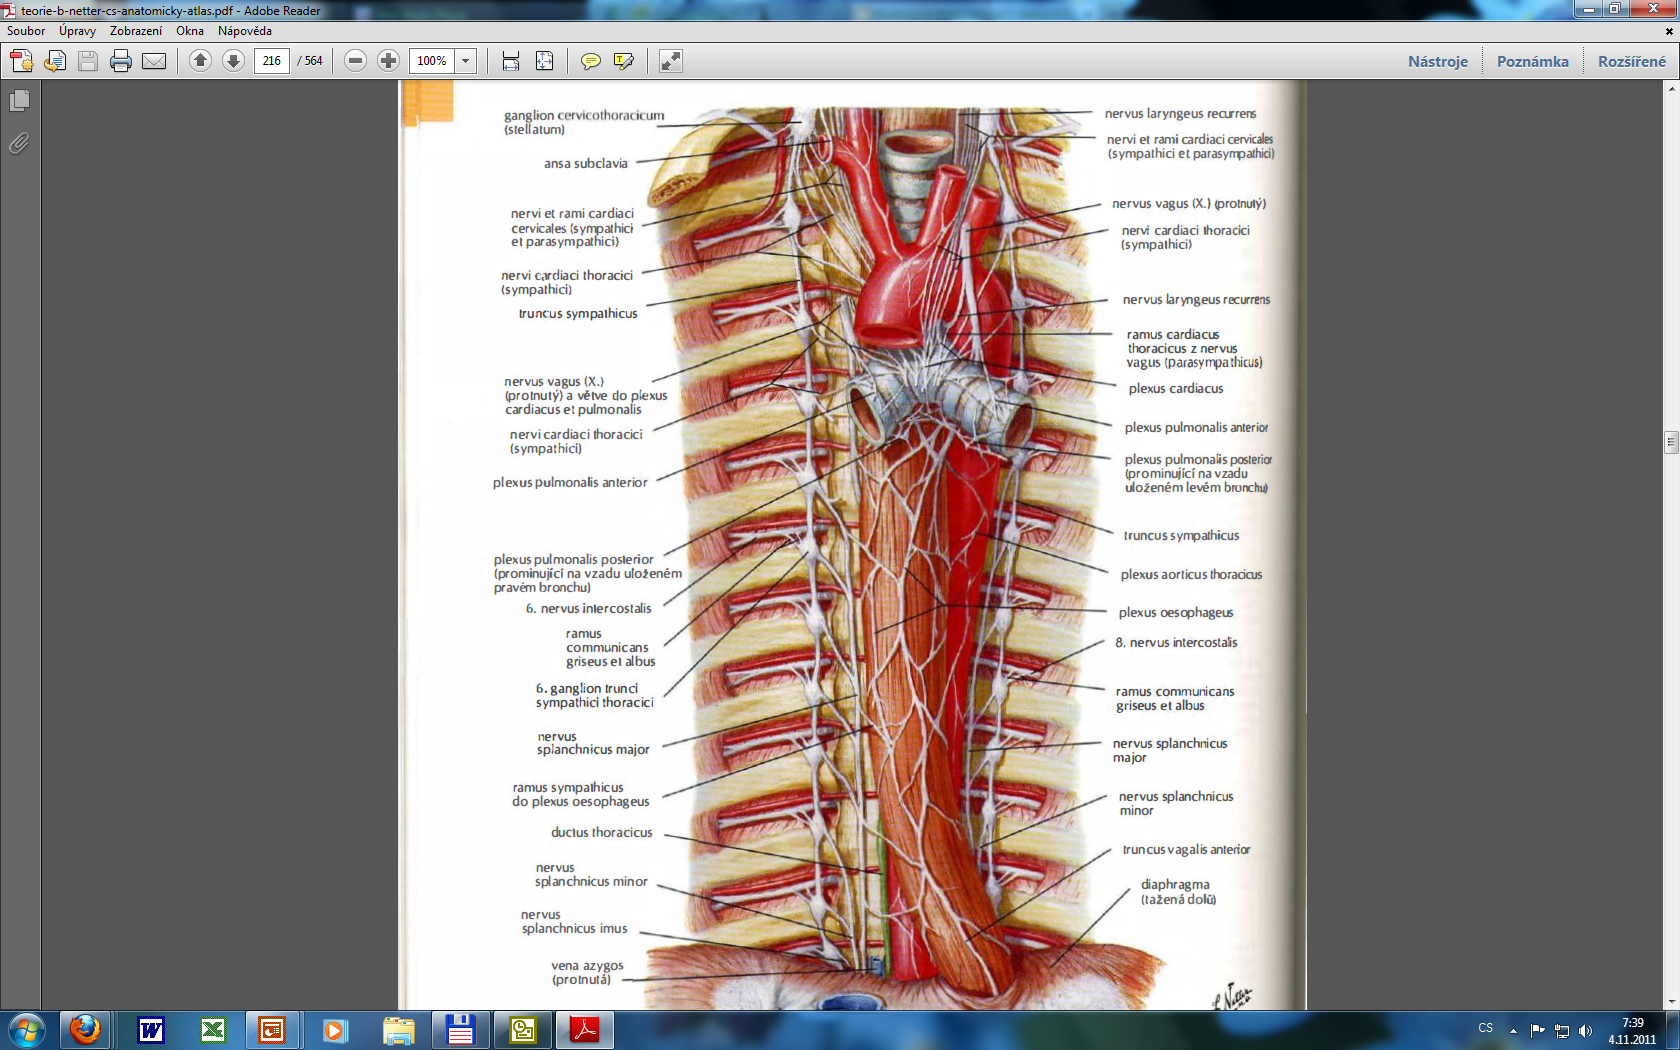 teorie-b-netter-cs-anatomicky-atlas.pdf - Adobe Reader
Soubor Úpravy Zobrazení Okna Nápověda
216 / 564 100% Nástroje Poznámka Rozšířené
ganglion cervicothoracicum
(stellatum)
ansa subclavia
nervi et rami cardiaci
cervicales (sympathici
et parasympathici)
nervi cardiaci thoracici
(sympathici)
truncus sympathicus
nervus vagus (X.)
(protnutý) a větve do plexus
cardiacus et pulmonalis
nervi cardiaci thoracici
(sympathici)
plexus pulmonalis anterior
plexus pulmonalis posterior
(prominující na vzadu uloženém
pravém bronchu)
6. nervus intercostalis
ramus
communicans
griseus et albus
6. ganglion trunci
sympathici thoracici
nervus
splanchnicus major
ramus sympathicus
do plexus oesophageus
ductus thoracicus
nervus
splanchnicus minor
nervus
splanchnicus imus
vena azygos
(protnutá)
nervus laryngeus recurrens
nervi et rami cardiaci cervicales
(sympathici et parasympathici)
nervus vagus (X.) (protnutý)
nervi cardiaci thoracici
(sympathici)
nervus laryngeus recurrens
ramus cardiacus
thoracicus z nervus
vagus (parasympathicus)
plexus cardiacus
plexus pulmonalis anterior
plexus pulmonalis posterior
(prominující na vzadu
uloženém levém bronchu)
truncus sympathicus
plexus aorticus thoracicus
plexus oesophageus
8. nervus intercostalis
ramus communicans
griseus et albus
nervus splanchnicus
major
nervus splanchnicus
minor
truncus vagalis anterior
diaphragma
(tažená dolů)
Netter
CS
7:39
4.11.2011